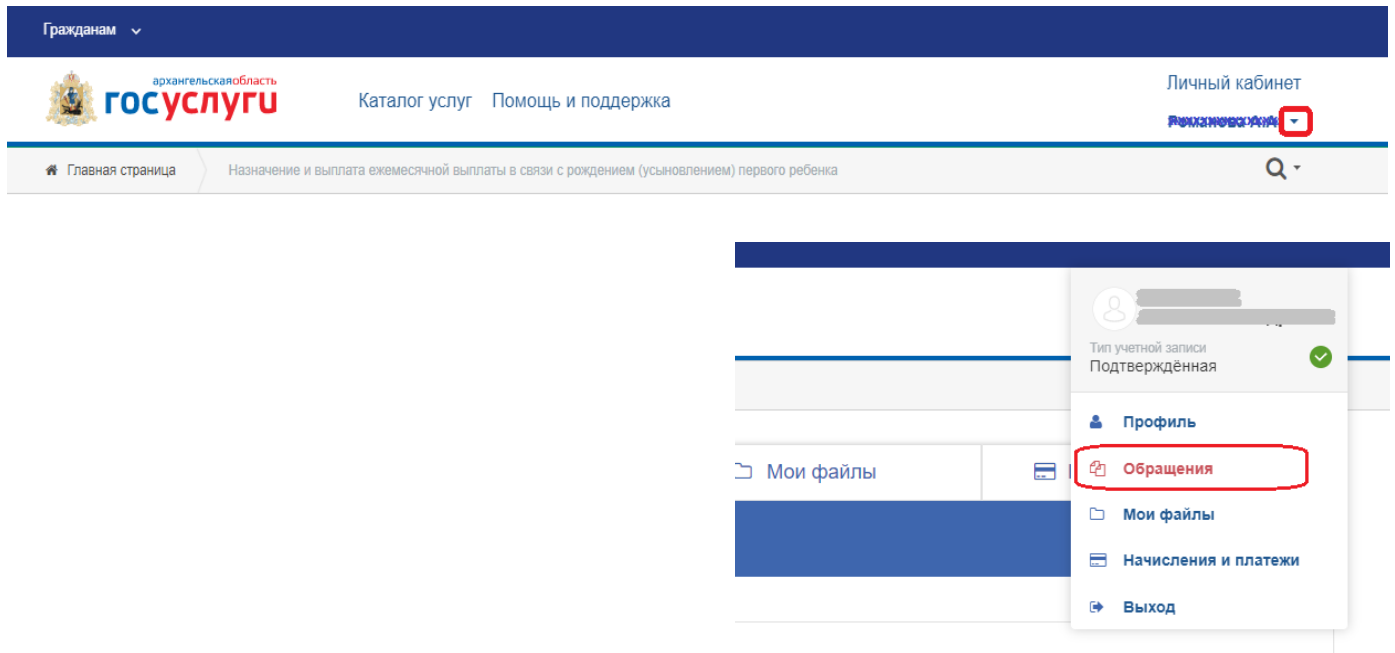 Гражданам
архангельскаяобласть
госуслуги
Каталог услуг Помощь и поддержка
Личный кабинет
Главная страница
Назначение и выплата ежемесячной выплаты в связи с рождением (усыновлением) первого ребенка
Тип учетной записи
Подтверждённая
Профиль
Мои файлы
Обращения
Мои файлы
Начисления и платежи
Выход